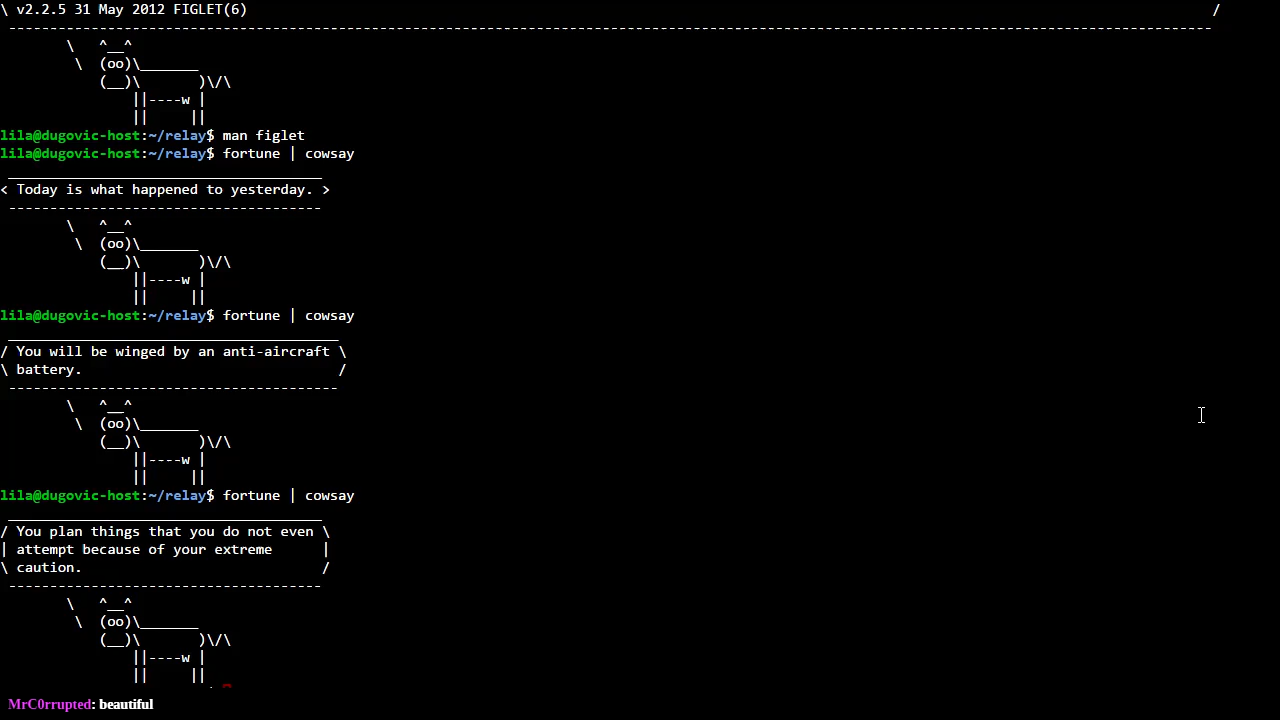 \ v2.2.5 31 May 2012 FIGLET(6) /
 ---------------------------------------------------------------------------------------------------------------------------------------------------
        \   ^__^
         \  (oo)\_______
            (__)\       )\/\
                ||----w |
                ||     ||
lila@dugovic-host:~/relay$ man figlet
lila@dugovic-host:~/relay$ fortune | cowsay
 ______________________________________
< Today is what happened to yesterday. >
 --------------------------------------
        \   ^__^
         \  (oo)\_______
            (__)\       )\/\
                ||----w |
                ||     ||
lila@dugovic-host:~/relay$ fortune | cowsay
 ________________________________________
/ You will be winged by an anti-aircraft \
\ battery.                               /
 ----------------------------------------
        \   ^__^
         \  (oo)\_______
            (__)\       )\/\
                ||----w |
                ||     ||
lila@dugovic-host:~/relay$ fortune | cowsay
 ______________________________________
/ You plan things that you do not even \
| attempt because of your extreme      |
\ caution.                             /
 --------------------------------------
        \   ^__^
         \  (oo)\_______
            (__)\       )\/\
                ||----w |
                ||     ||
MrC0rrupted: beautiful